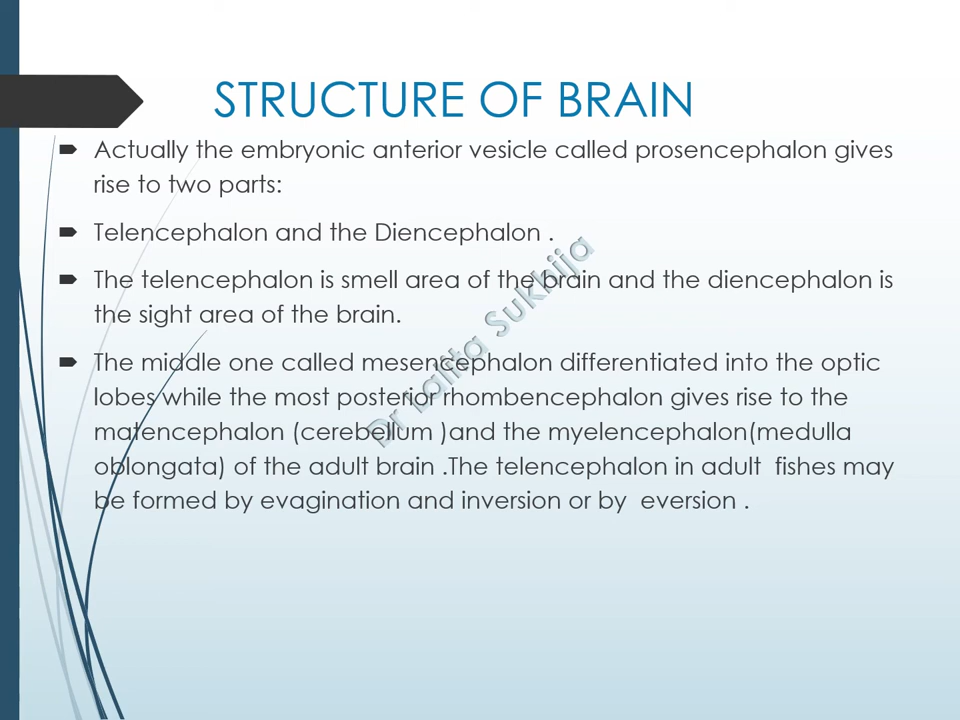 STRUCTURE OF BRAIN
Actually the embryonic anterior vesicle called prosencephalon gives
rise to two parts:
Telencephalon and the Diencephalon .
The telencephalon is smell area of the brain and the diencephalon is
the sight area of the brain.
The middle one called mesencephalon differentiated into the optic
lobes while the most posterior rhombencephalon gives rise to the
matencephalon (cerebellum )and the myelencephalon(medulla
oblongata) of the adult brain .The telencephalon in adult  fishes may
be formed by evagination and inversion or by  eversion .
Dr Latita Sukhija